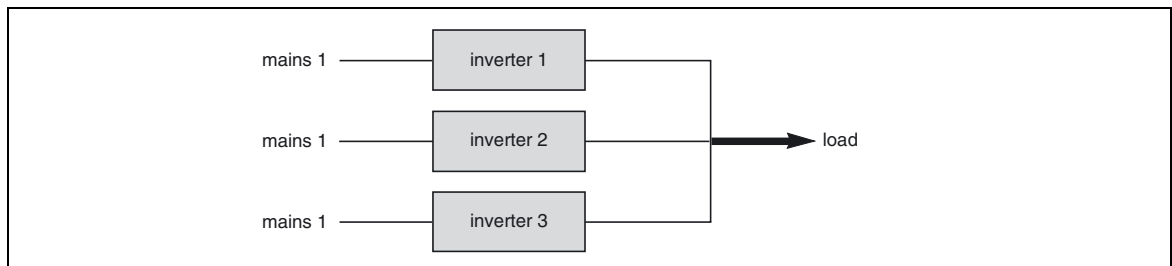 mains 1
inverter 1
mains 1
inverter 2
load
mains 1
inverter 3